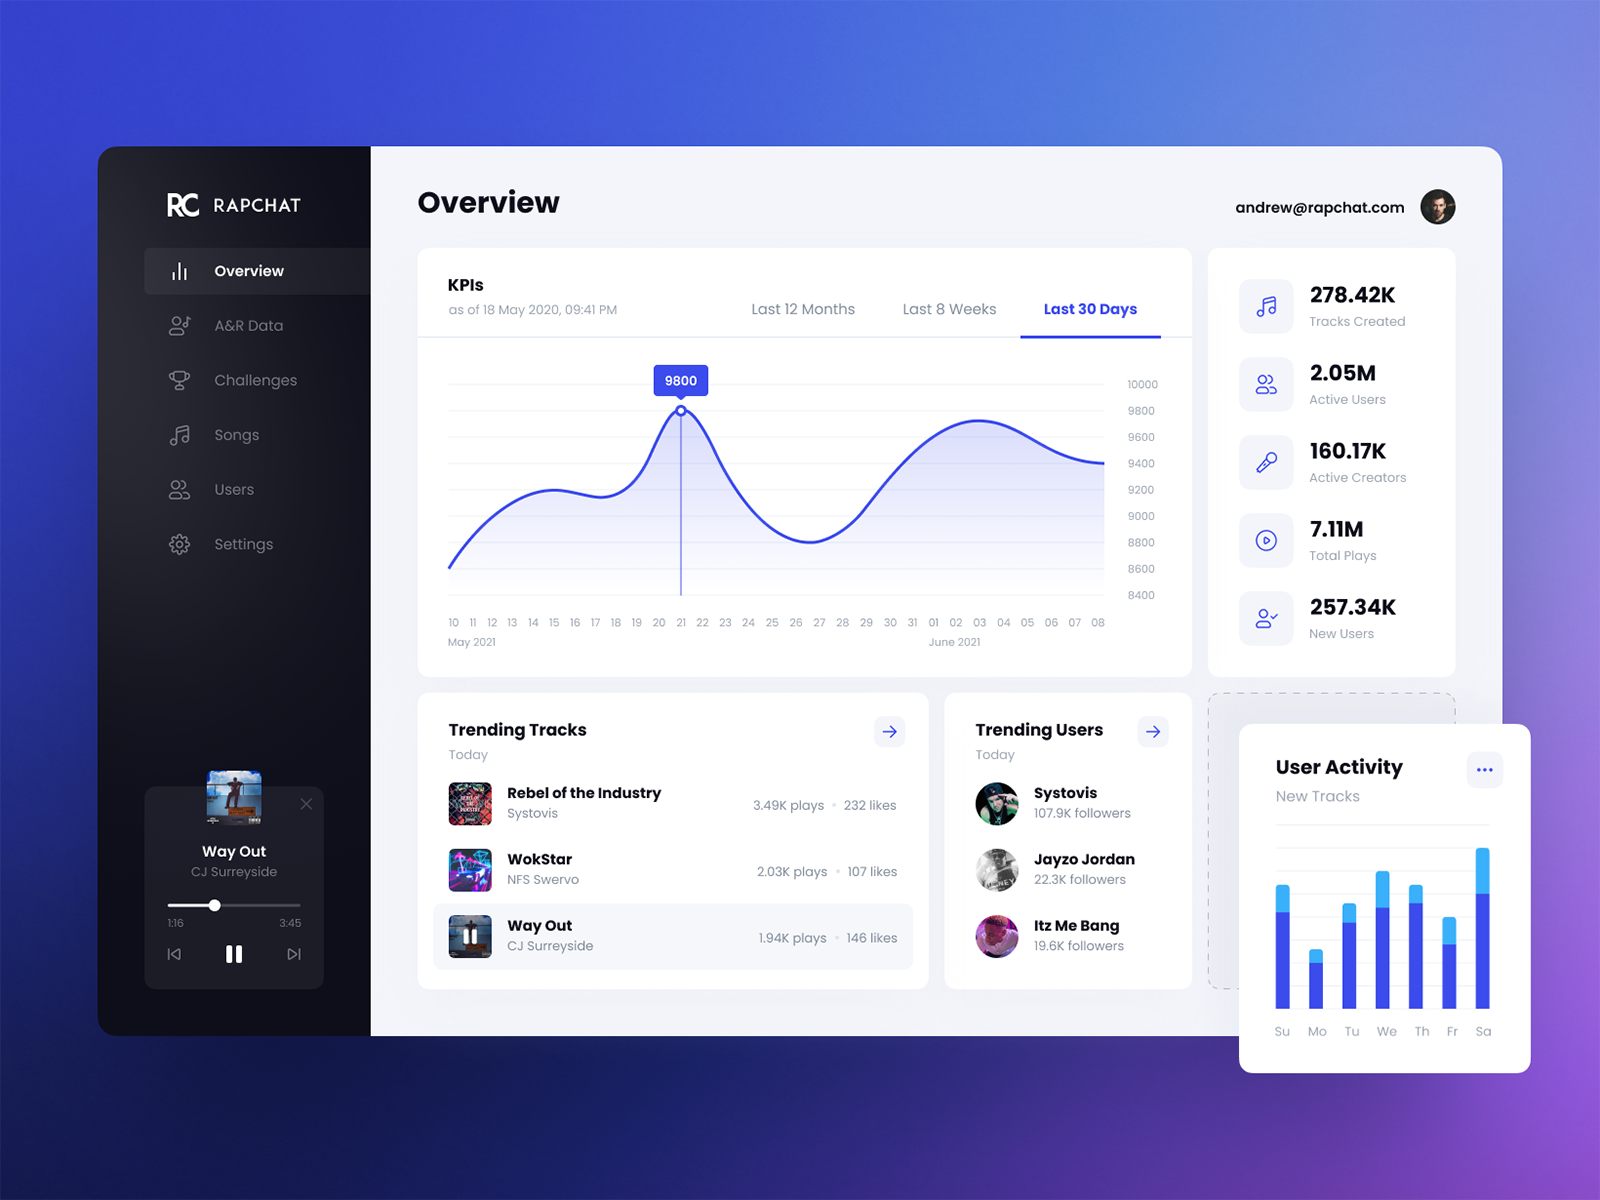 RC RAPCHAT
Overview
A&R Data
Challenges
Songs
Users
Settings
Way Out
CJ Surreyside
1:16 3:45
Overview
andrew@rapchat.com
KPIs
as of 18 May 2020, 09:41 PM
Last 12 Months Last 8 Weeks Last 30 Days
9800
10000
9800
9600
9400
9200
9000
8800
8600
8400
10 11 12 13 14 15 16 17 18 19 20 21 22 23 24 25 26 27 28 29 30 31 01 02 03 04 05 06 07 08
May 2021 June 2021
278.42K
Tracks Created
2.05M
Active Users
160.17K
Active Creators
7.11M
Total Plays
257.34K
New Users
Trending Tracks
Today
Rebel of the Industry
Systovis
3.49K plays • 232 likes
WokStar
NFS Swervo
2.03K plays • 107 likes
Way Out
CJ Surreyside
1.94K plays • 146 likes
Trending Users
Today
Systovis
107.9K followers
Jayzo Jordan
22.3K followers
Itz Me Bang
19.6K followers
User Activity
New Tracks
Su Mo Tu We Th Fr Sa